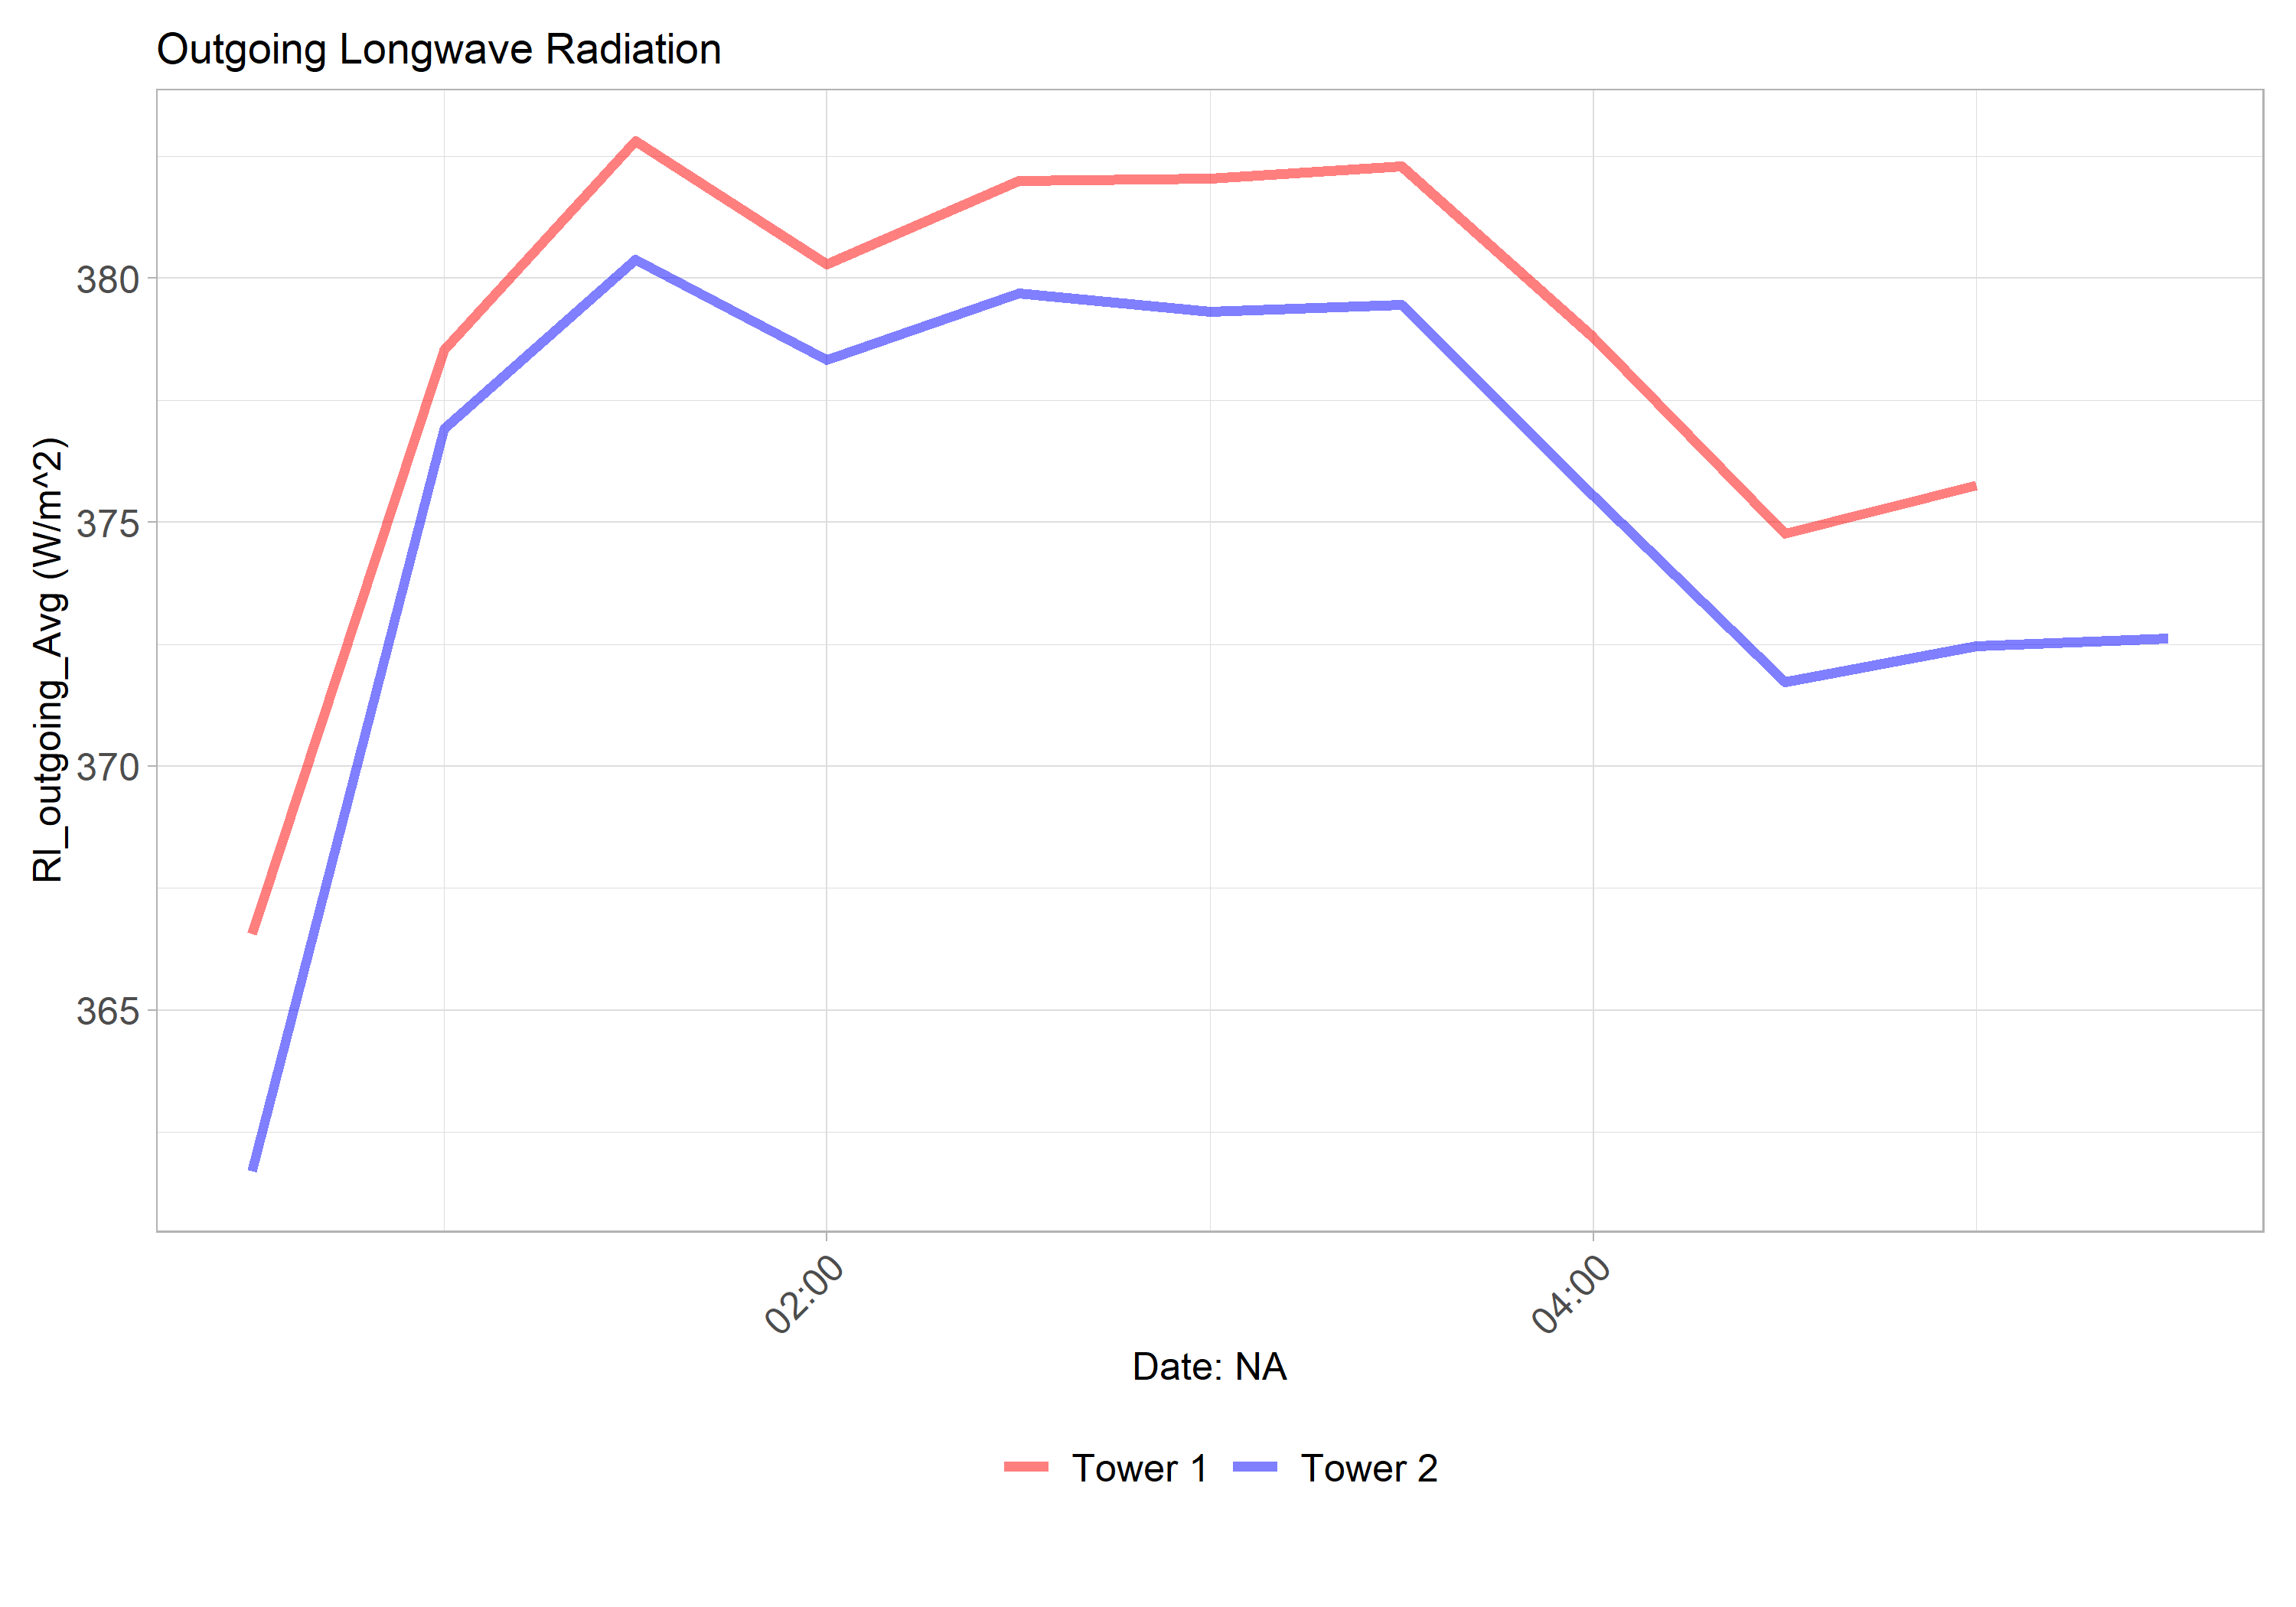 Outgoing Longwave Radiation
Rl_outgoing_Avg (W/m^2)
380
375
370
365
02:00
04:00
Date: NA
Tower 1
Tower 2